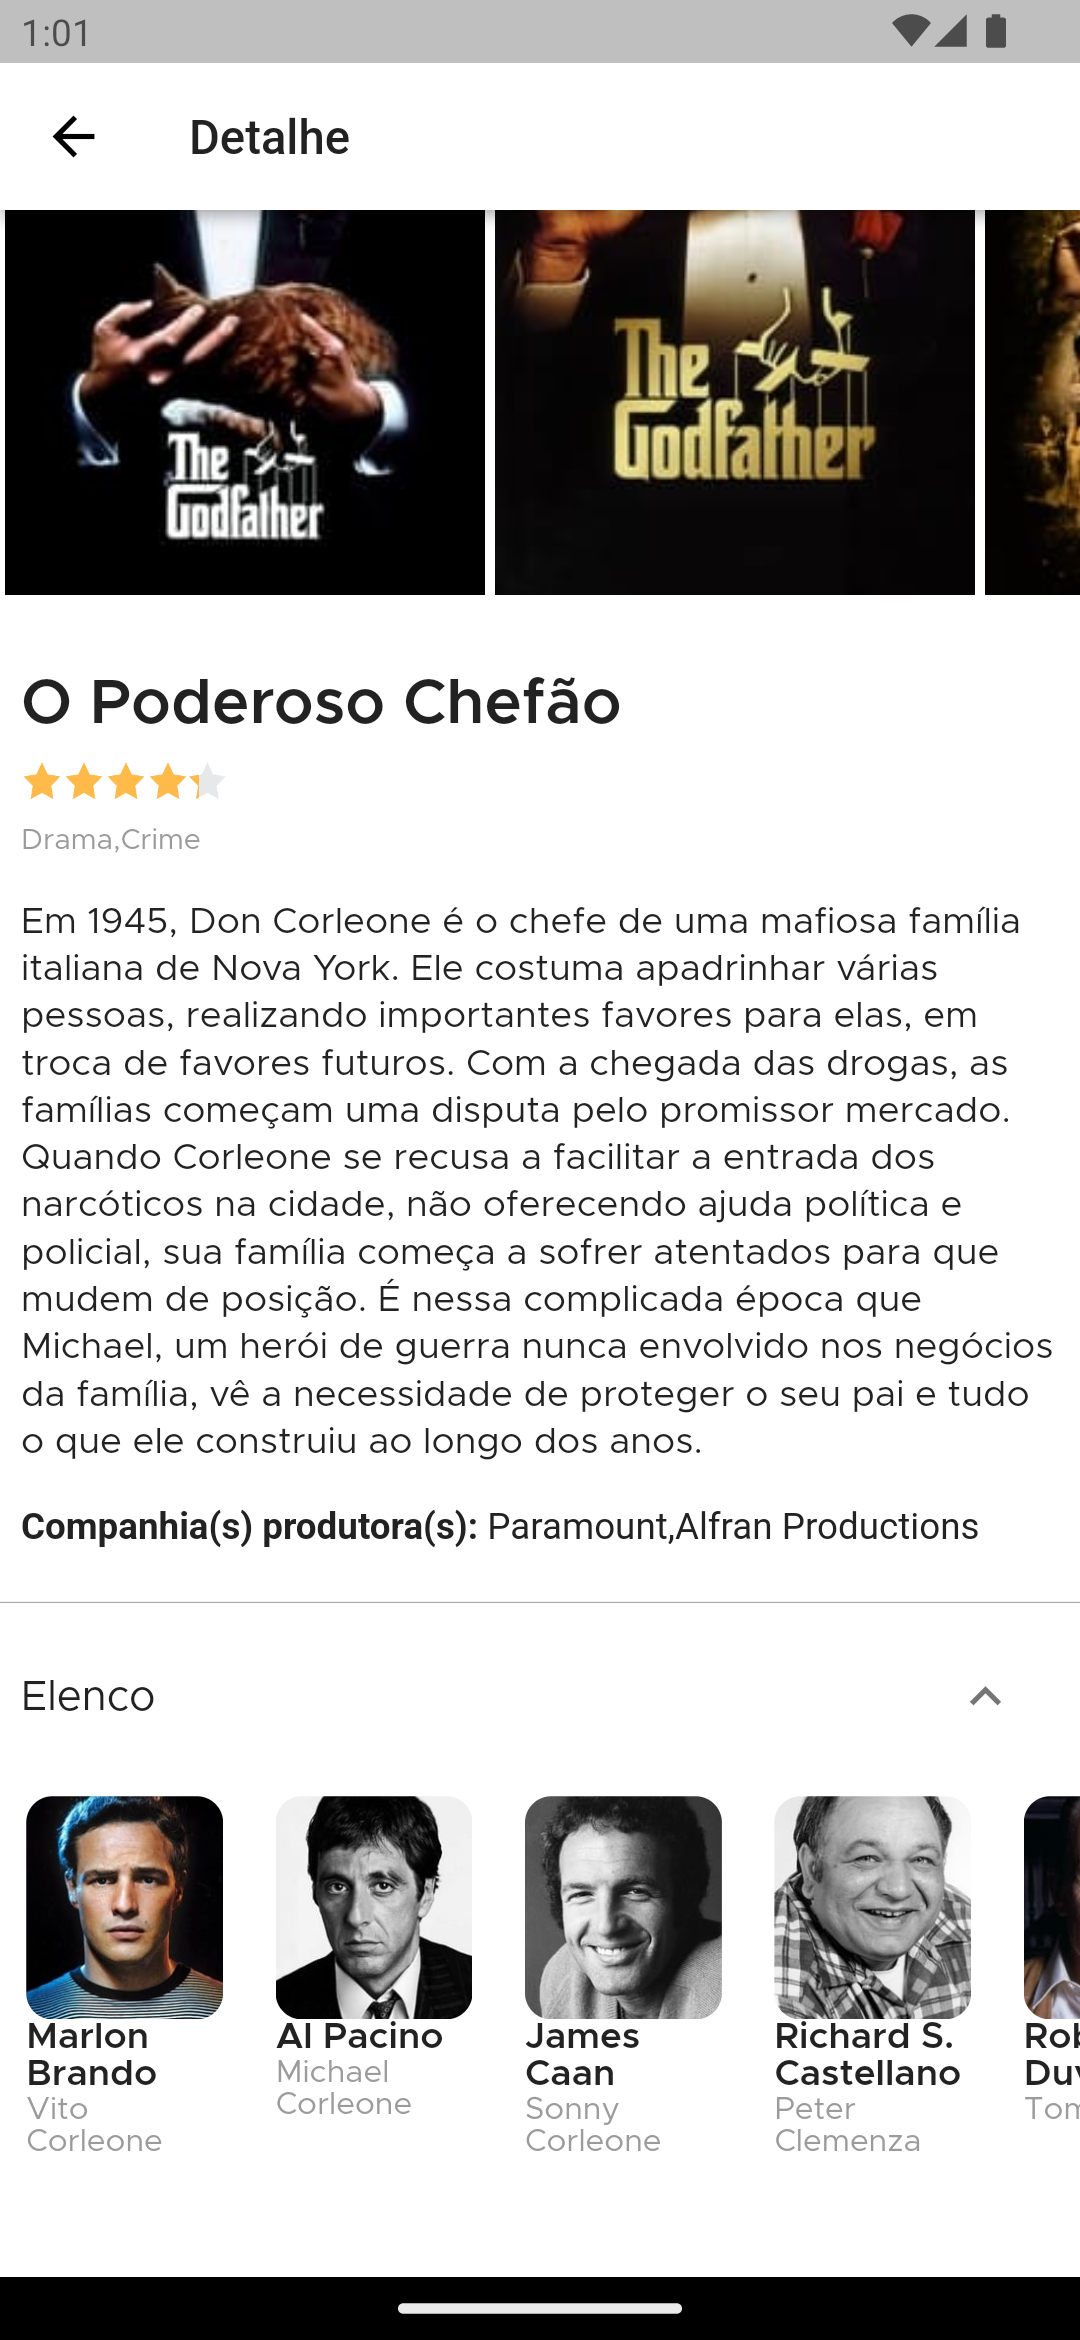 1:01
Detalhe
The
Godfather
The
Godfather
O Poderoso Chefão
Drama,Crime
Em 1945, Don Corleone é o chefe de uma mafiosa família
italiana de Nova York. Ele costuma apadrinhar várias
pessoas, realizando importantes favores para elas, em
troca de favores futuros. Com a chegada das drogas, as
famílias começam uma disputa pelo promissor mercado.
Quando Corleone se recusa a facilitar a entrada dos
narcóticos na cidade, não oferecendo ajuda política e
policial, sua família começa a sofrer atentados para que
mudem de posição. É nessa complicada época que
Michael, um herói de guerra nunca envolvido nos negócios
da família, vê a necessidade de proteger o seu pai e tudo
o que ele construiu ao longo dos anos.
Companhia(s) produtora(s): Paramount,Alfran Productions
Elenco
Marlon
Brando
Vito
Corleone
Al Pacino
Michael
Corleone
James
Caan
Sonny
Corleone
Richard S.
Castellano
Peter
Clemenza